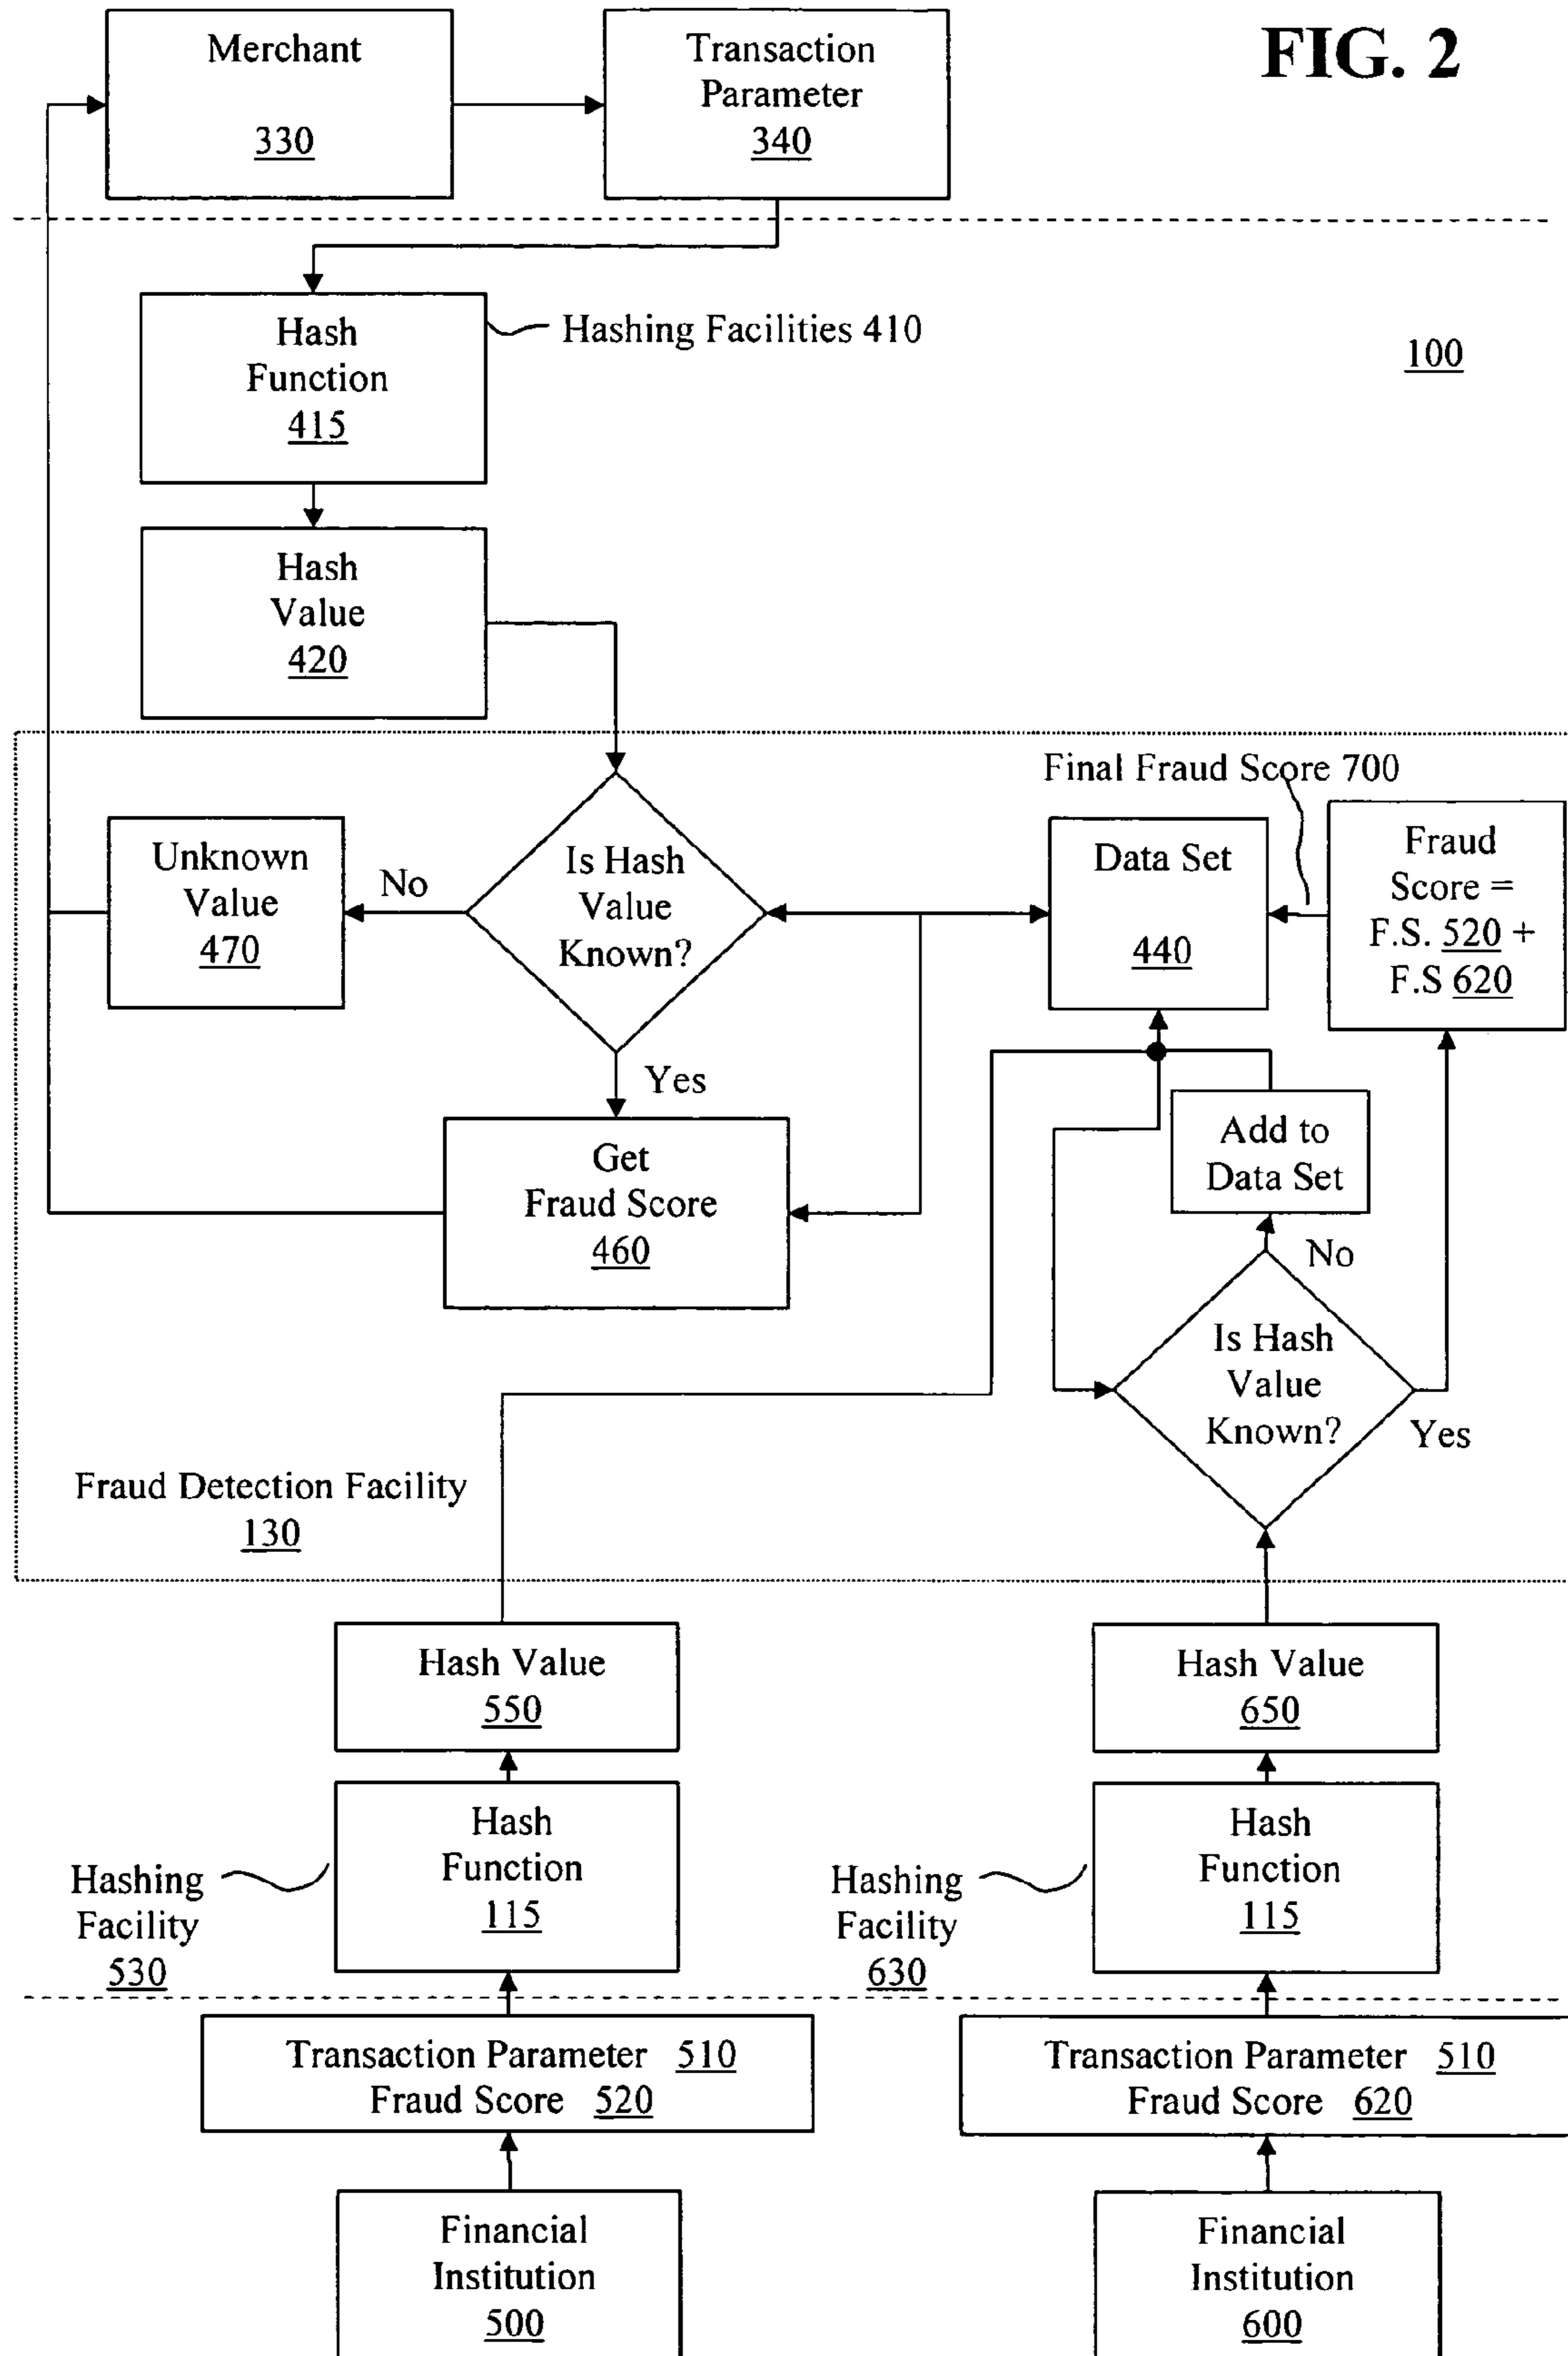 FIG. 2
Merchant
330
Transaction
Parameter
340
Hash
Function
415
Hashing Facilities 410
100
Hash
Value
420
Final Fraud Score 700
Unknown
Value
470
No
Is Hash
Value
Known?
Data Set
440
Fraud
Score =
F.S. 520 +
F.S 620
Yes
Get
Fraud Score
460
Add to
Data Set
No
Is Hash
Value
Known?
Yes
Fraud Detection Facility
130
Hash Value
550
Hash Value
650
Hashing
Facility
530
Hash
Function
115
Hashing
Facility
630
Hash
Function
115
Transaction Parameter 510
Fraud Score 520
Transaction Parameter 510
Fraud Score 620
Financial
Institution
500
Financial
Institution
600